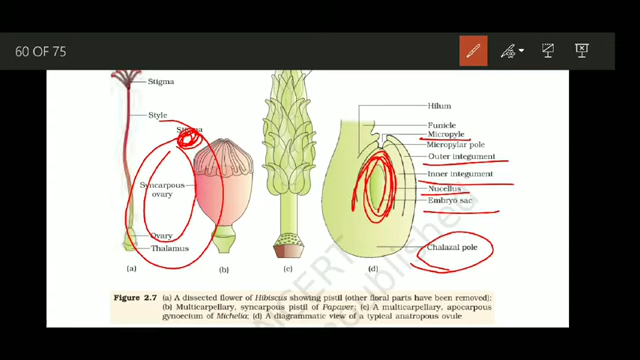 60 OF 75
Stigma
Style
Stigma
Syncarpous
ovary
Ovary
Thalamus
Hilum
Funicle
Micropyle
Micropylar pole
Outer integument
Inner integument
Nucellus
Embryo sac
Chalazal pole
(a)
(b)
(c)
(d)
Figure 2.7 (a) A dissected flower of Hibiscus showing pistil (other floral parts have been removed);
(b) Multicarpellary, syncarpous pistil of Papaver; (c) A multicarpellary, apocarpous
gynoecium of Michelia; (d) A diagrammatic view of a typical anatropous ovule